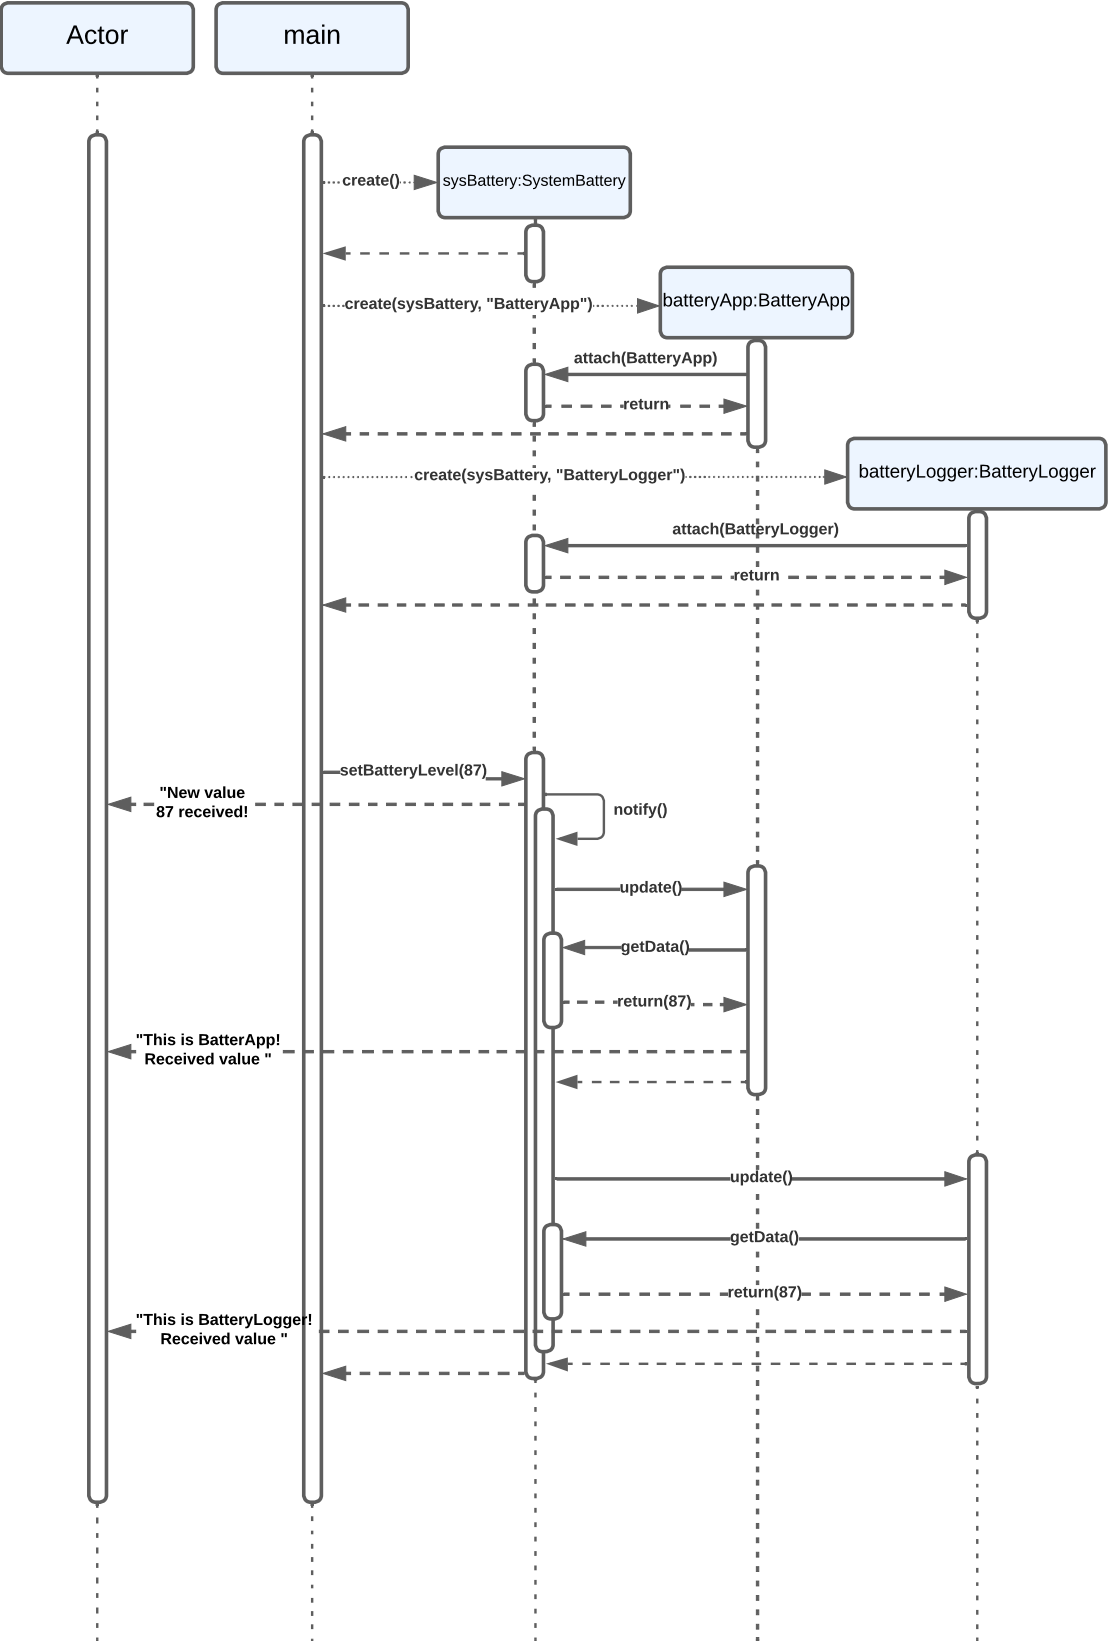 Actor
main
create()
sysBattery:SystemBattery
create(sysBattery, "BatteryApp")
batteryApp:BatteryApp
attach(BatteryApp)
return
create(sysBattery, "BatteryLogger")
batteryLogger:BatteryLogger
attach(BatteryLogger)
return
setBatteryLevel(87)
"New value
87 received!
notify()
update()
getData()
return(87)
"This is BatterApp!
Received value "
update()
getData()
return(87)
"This is BatteryLogger!
Received value "